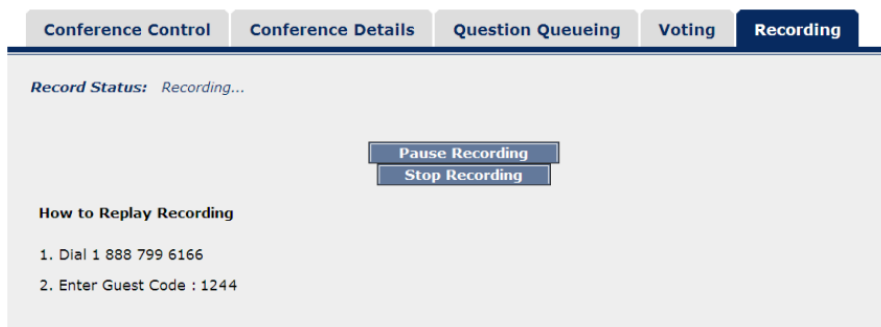 Conference Control Conference Details Question Queueing Voting Recording
Record Status: Recording...
Pause Recording
Stop Recording
How to Replay Recording
1. Dial 1 888 799 6166
2. Enter Guest Code : 1244